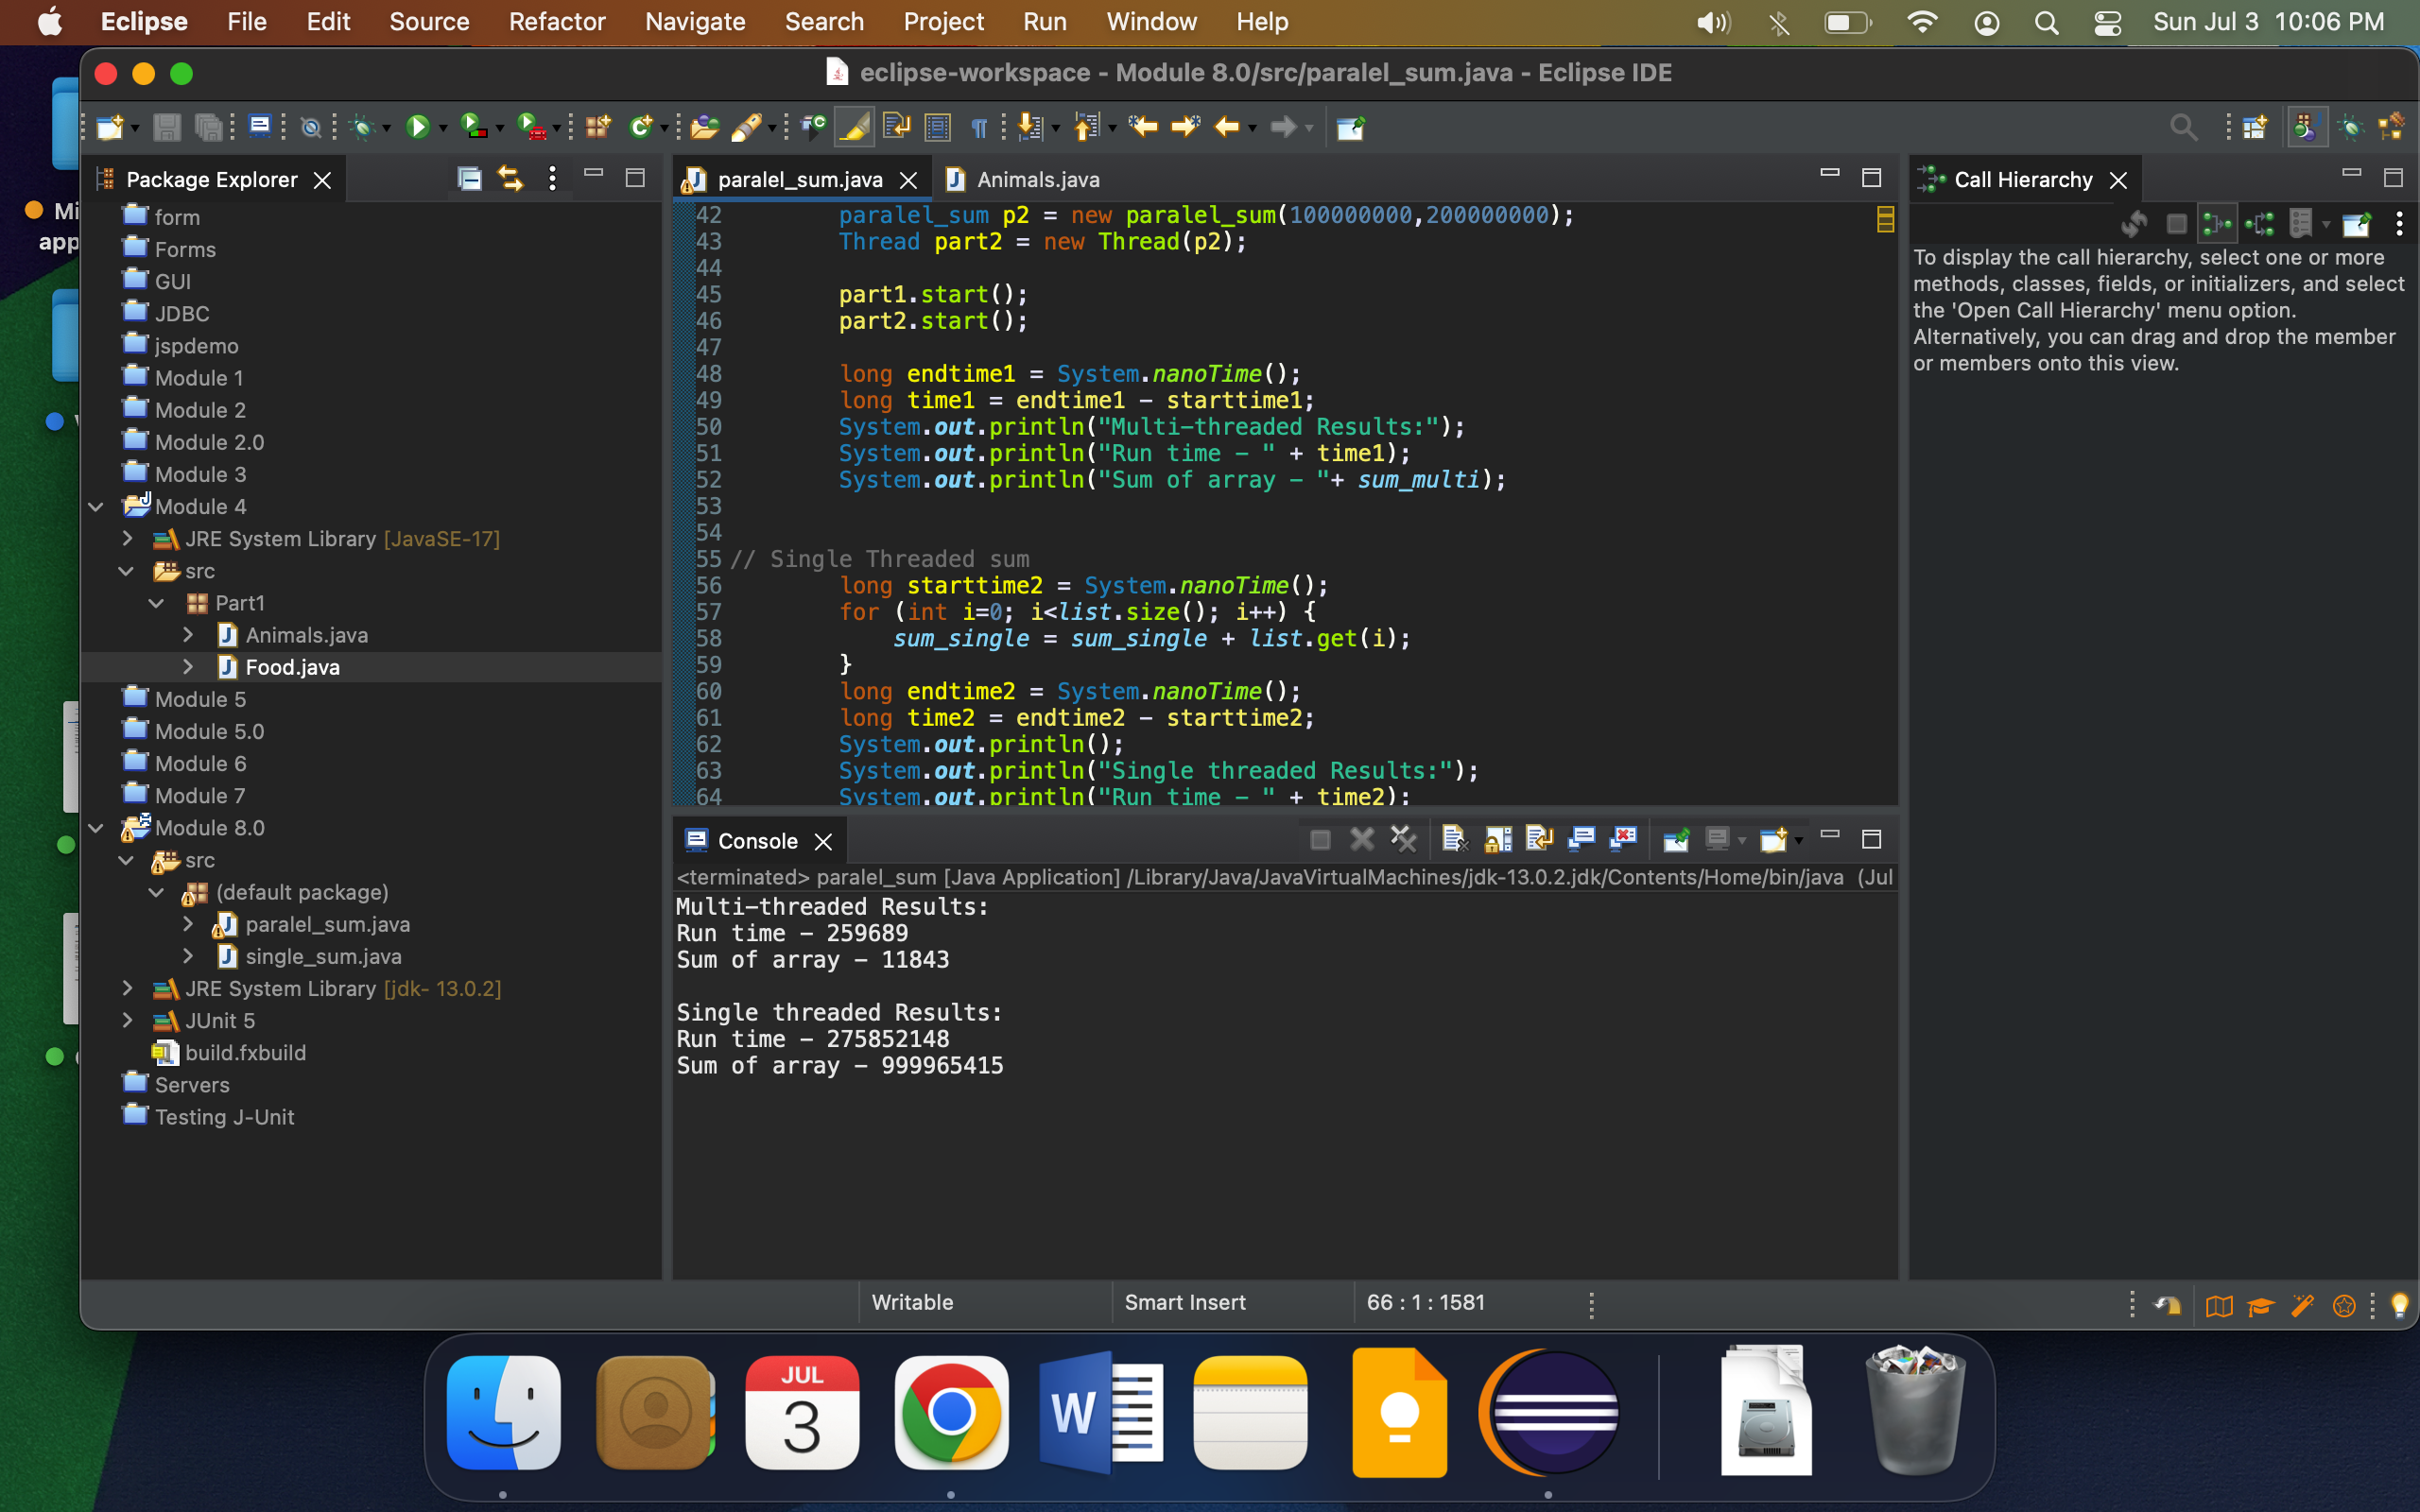 Eclipse File Edit Source Refactor Navigate Search Project Run Window Help Sun Jul 3 10:06 PM
eclipse-workspace - Module 8.0/src/paralel_sum.java - Eclipse IDE
Mi
app
Package Explorer
form
Forms
GUI
JDBC
jspdemo
Module 1
Module 2
Module 2.0
Module 3
Module 4
JRE System Library [JavaSE-17]
src
Part1
Animals.java
Food.java
Module 5
Module 5.0
Module 6
Module 7
Module 8.0
src
(default package)
paralel_sum.java
single_sum.java
JRE System Library [jdk- 13.0.2]
JUnit 5
build.fxbuild
Servers
Testing J-Unit
paralel_sum.java Animals.java
42 paralel_sum p2 = new paralel_sum(100000000,200000000);
43 Thread part2 = new Thread(p2);
44
45 part1.start();
46 part2.start();
47
48 long endtime1 = System.nanoTime();
49 long time1 = endtime1 - starttime1;
50 System.out.println("Multi-threaded Results:");
51 System.out.println("Run time - " + time1);
52 System.out.println("Sum of array - "+ sum_multi);
53
54
55 // Single Threaded sum
56 long starttime2 = System.nanoTime();
57 for (int i=0; i<list.size(); i++) {
58 sum_single = sum_single + list.get(i);
59 }
60 long endtime2 = System.nanoTime();
61 long time2 = endtime2 - starttime2;
62 System.out.println();
63 System.out.println("Single threaded Results:");
64 System.out.println("Run time - " + time2);
Console
<terminated> paralel_sum [Java Application] /Library/Java/JavaVirtualMachines/jdk-13.0.2.jdk/Contents/Home/bin/java (Jul
Multi-threaded Results:
Run time - 259689
Sum of array - 11843
Single threaded Results:
Run time - 275852148
Sum of array - 999965415
Call Hierarchy
To display the call hierarchy, select one or more
methods, classes, fields, or initializers, and select
the 'Open Call Hierarchy' menu option.
Alternatively, you can drag and drop the member
or members onto this view.
Writable Smart Insert 66 : 1 : 1581
JUL
3
W